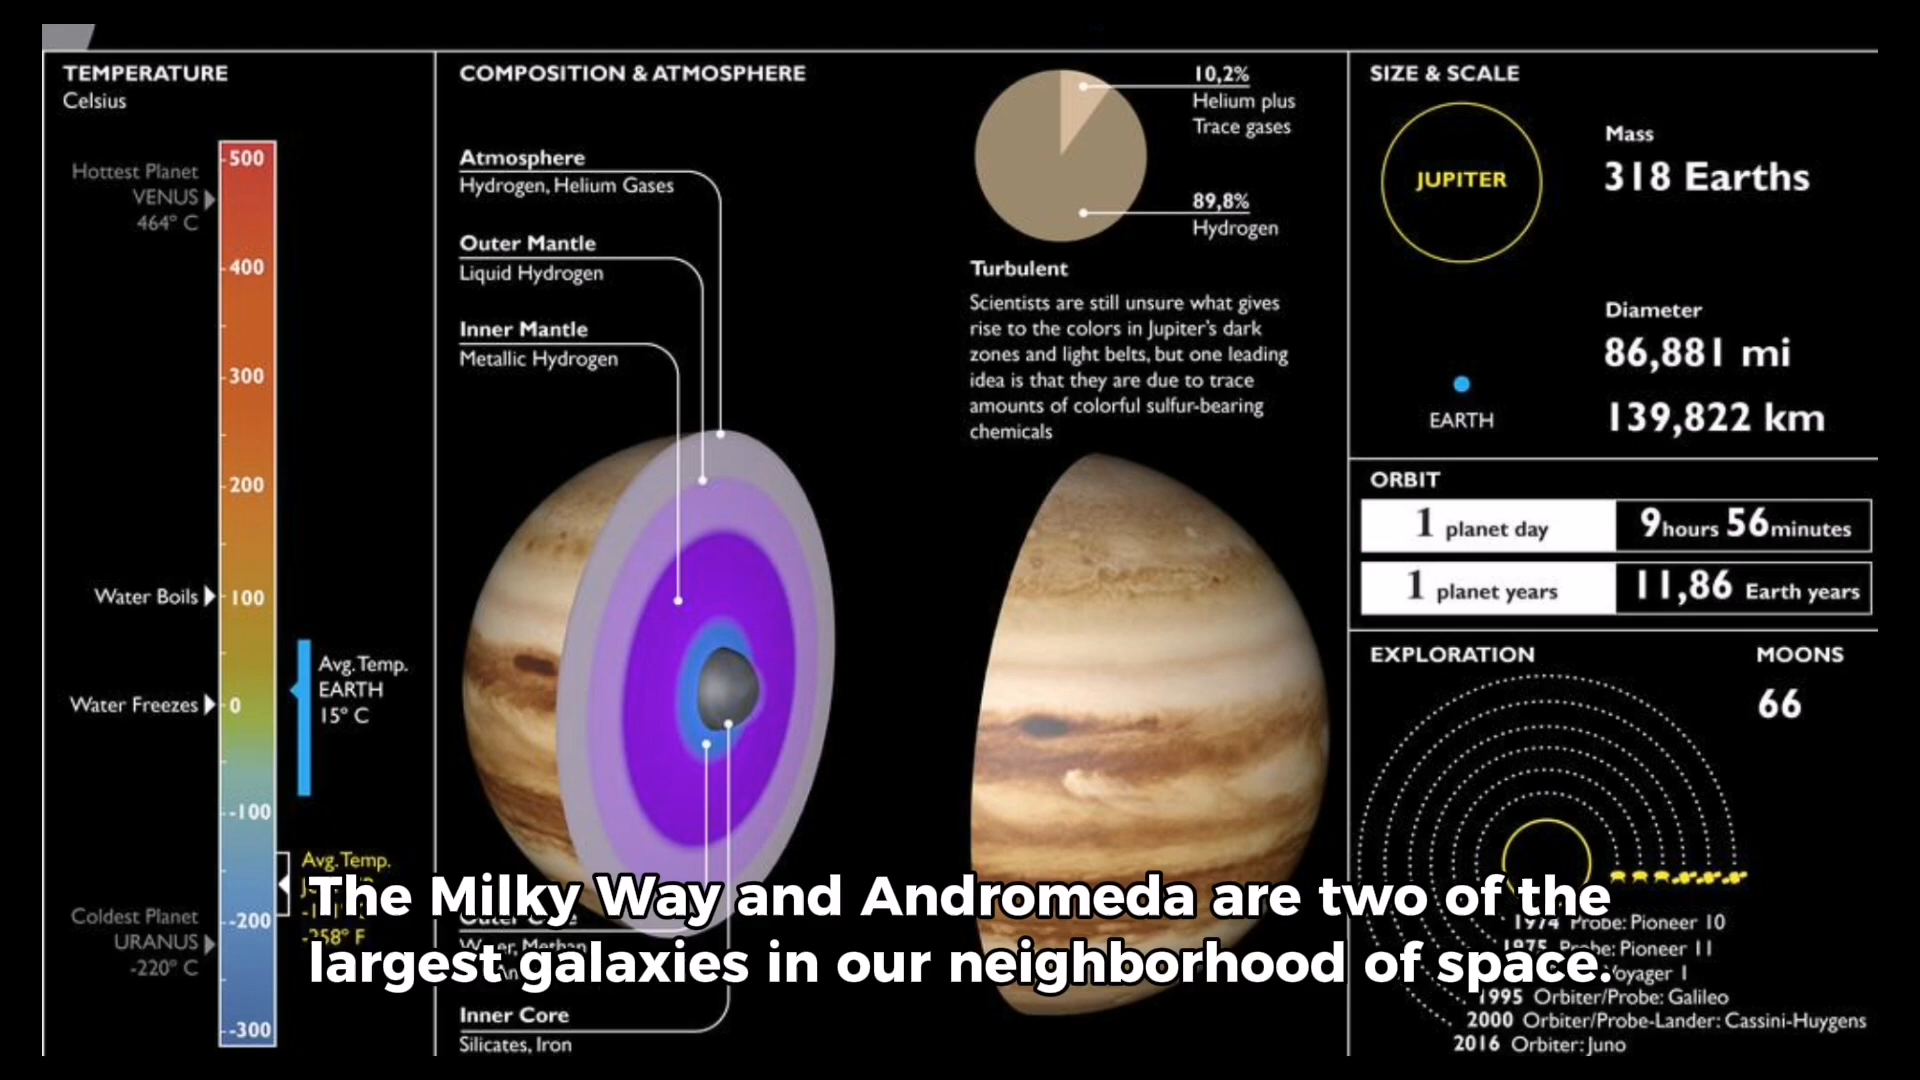 TEMPERATURE
Celsius
Hottest Planet
VENUS
464° C
500
400
300
200
Water Boils
100
Water Freezes
0
-100
Coldest Planet
URANUS
-220° C
-200
-300
Avg. Temp.
EARTH
15° C
Avg. Temp.
-258° F
COMPOSITION & ATMOSPHERE
Atmosphere
Hydrogen, Helium Gases
Outer Mantle
Liquid Hydrogen
Inner Mantle
Metallic Hydrogen
Inner Core
Silicates, Iron
10,2%
Helium plus
Trace gases
89,8%
Hydrogen
Turbulent
Scientists are still unsure what gives
rise to the colors in Jupiter's dark
zones and light belts, but one leading
idea is that they are due to trace
amounts of colorful sulfur-bearing
chemicals
SIZE & SCALE
JUPITER
EARTH
Mass
318 Earths
Diameter
86,881 mi
139,822 km
ORBIT
1 planet day 9hours 56minutes
1 planet years 11,86 Earth years
EXPLORATION
MOONS
66
1974 Probe: Pioneer 10
1975 Probe: Pioneer 11
Voyager 1
1995 Orbiter/Probe: Galileo
2000 Orbiter/Probe-Lander: Cassini-Huygens
2016 Orbiter: Juno
The Milky Way and Andromeda are two of the
largest galaxies in our neighborhood of space.